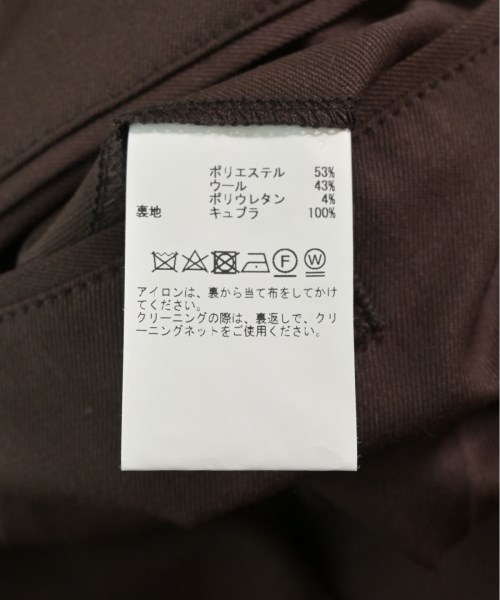 ポリエステル 53%
ウール 43%
ポリウレタン 4%
裏地 キュプラ 100%
F W
アイロンは、裏から当て布をしてかけ
てください。
クリーニングの際は、裏返しで、クリ
ーニングネットをご使用ください。